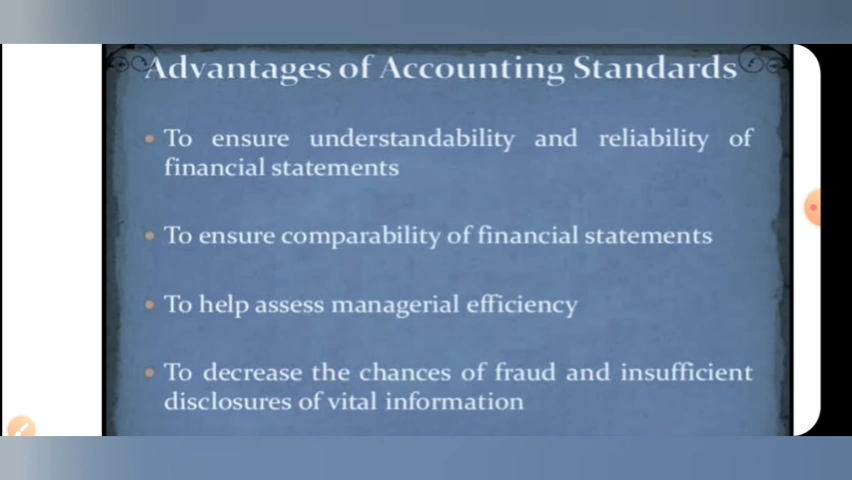 Advantages of Accounting Standards
• To ensure understandability and reliability of
financial statements
• To ensure comparability of financial statements
• To help assess managerial efficiency
• To decrease the chances of fraud and insufficient
disclosures of vital information